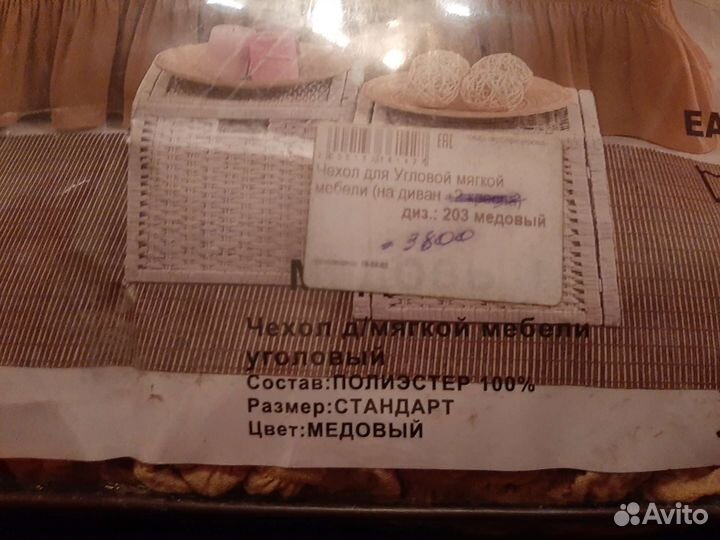 EAC
Чехол для Угловой мягкой
мебели (на диван
диз.: 203 медовый
3800
Чехол д/мягкой мебели
уголовый
Состав:ПОЛИЭСТЕР 100%
Размер:СТАНДАРТ
Цвет:МЕДОВЫЙ
Avito